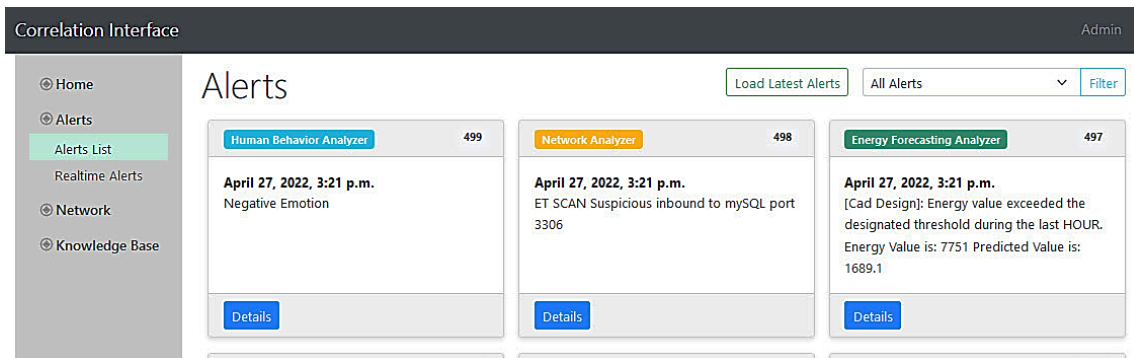 Correlation Interface
Admin
Home
Alerts
Alerts List
Realtime Alerts
Network
Knowledge Base
Alerts
Load Latest Alerts
All Alerts
Filter
Human Behavior Analyzer
499
April 27, 2022, 3:21 p.m.
Negative Emotion
Details
Network Analyzer
498
April 27, 2022, 3:21 p.m.
ET SCAN Suspicious inbound to mySQL port
3306
Details
Energy Forecasting Analyzer
497
April 27, 2022, 3:21 p.m.
[Cad Design]: Energy value exceeded the
designated threshold during the last HOUR.
Energy Value is: 7751 Predicted Value is:
1689.1
Details